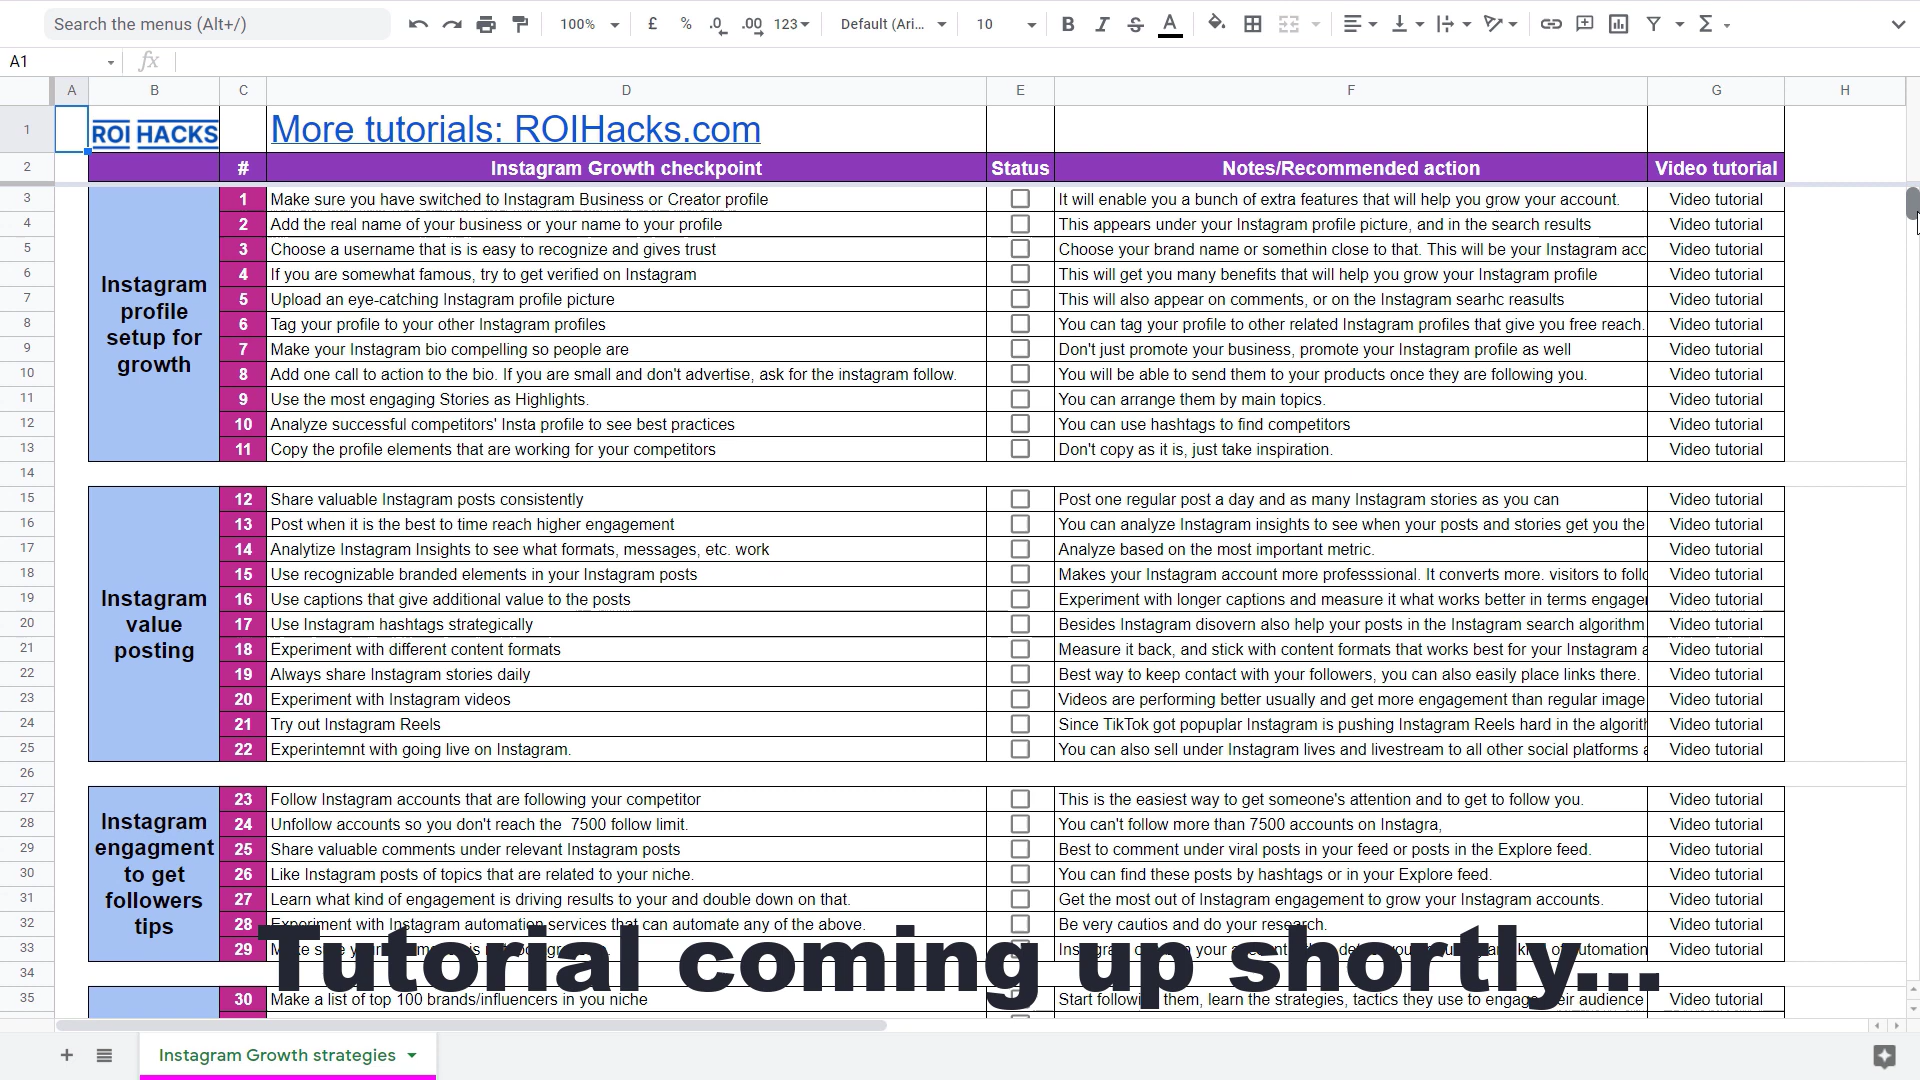 Search the menus (Alt+/)
100%
£
%
.0
.00
123
Default (Ari...
10
B
I
S
A
A1
fx
A B C D E F G H
1 ROI HACKS More tutorials: ROIHacks.com
2 # Instagram Growth checkpoint Status Notes/Recommended action Video tutorial
Instagram
profile
setup for
growth
3 1 Make sure you have switched to Instagram Business or Creator profile It will enable you a bunch of extra features that will help you grow your account. Video tutorial
4 2 Add the real name of your business or your name to your profile This appears under your Instagram profile picture, and in the search results Video tutorial
5 3 Choose a username that is is easy to recognize and gives trust Choose your brand name or somethin close to that. This will be your Instagram acc Video tutorial
6 4 If you are somewhat famous, try to get verified on Instagram This will get you many benefits that will help you grow your Instagram profile Video tutorial
7 5 Upload an eye-catching Instagram profile picture This will also appear on comments, or on the Instagram searhc reasults Video tutorial
8 6 Tag your profile to your other Instagram profiles You can tag your profile to other related Instagram profiles that give you free reach. Video tutorial
9 7 Make your Instagram bio compelling so people are Don't just promote your business, promote your Instagram profile as well Video tutorial
10 8 Add one call to action to the bio. If you are small and don't advertise, ask for the instagram follow. You will be able to send them to your products once they are following you. Video tutorial
11 9 Use the most engaging Stories as Highlights. You can arrange them by main topics. Video tutorial
12 10 Analyze successful competitors' Insta profile to see best practices You can use hashtags to find competitors Video tutorial
13 11 Copy the profile elements that are working for your competitors Don't copy as it is, just take inspiration. Video tutorial
14
Instagram
value
posting
15 12 Share valuable Instagram posts consistently Post one regular post a day and as many Instagram stories as you can Video tutorial
16 13 Post when it is the best to time reach higher engagement You can analyze Instagram insights to see when your posts and stories get you the Video tutorial
17 14 Analytize Instagram Insights to see what formats, messages, etc. work Analyze based on the most important metric. Video tutorial
18 15 Use recognizable branded elements in your Instagram posts Makes your Instagram account more professsional. It converts more. visitors to follo Video tutorial
19 16 Use captions that give additional value to the posts Experiment with longer captions and measure it what works better in terms engage Video tutorial
20 17 Use Instagram hashtags strategically Besides Instagram disovern also help your posts in the Instagram search algorithm Video tutorial
21 18 Experiment with different content formats Measure it back, and stick with content formats that works best for your Instagram a Video tutorial
22 19 Always share Instagram stories daily Best way to keep contact with your followers, you can also easily place links there. Video tutorial
23 20 Experiment with Instagram videos Videos are performing better usually and get more engagement than regular image Video tutorial
24 21 Try out Instagram Reels Since TikTok got popuplar Instagram is pushing Instagram Reels hard in the algorith Video tutorial
25 22 Experintemnt with going live on Instagram. You can also sell under Instagram lives and livestream to all other social platforms a Video tutorial
26
Instagram
engagment
to get
followers
tips
27 23 Follow Instagram accounts that are following your competitor This is the easiest way to get someone's attention and to get to follow you. Video tutorial
28 24 Unfollow accounts so you don't reach the 7500 follow limit. You can't follow more than 7500 accounts on Instagra, Video tutorial
29 25 Share valuable comments under relevant Instagram posts Best to comment under viral posts in your feed or posts in the Explore feed. Video tutorial
30 26 Like Instagram posts of topics that are related to your niche. You can find these posts by hashtags or in your Explore feed. Video tutorial
31 27 Learn what kind of engagement is driving results to your and double down on that. Get the most out of Instagram engagement to grow your Instagram accounts. Video tutorial
32 28 Experiment with Instagram automation services that can automate any of the above. Be very cautios and do your research. Video tutorial
33 29 your automation Video tutorial
Tutorial coming up shortly...
34
35 30 Make a list of top 100 brands/influencers in you niche Start following them, learn the strategies, tactics they use to engage their audience Video tutorial
Instagram Growth strategies